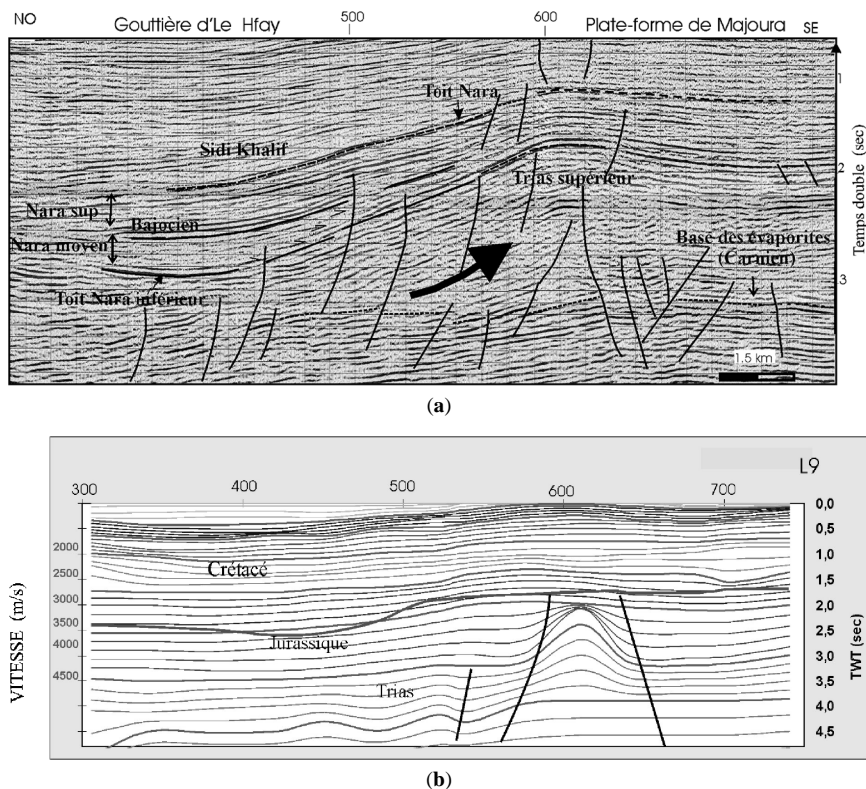 NO Gouttière d'Le Hfay 500 600 Plate-forme de Majoura SE
1
Toit Nara
Sidi Khalif
2
Trias supérieur
Nara sup
Bajocien
Nara moyen
Base des évaporites
(Carnien)
Toit Nara inférieur
3
Temps double (sec)
1.5 km
(a)
L9
300 400 500 600 700
0,0
0,5
2000
1,0
Crétacé
2500
1,5
3000
2,0
3500
2,5
Jurassique
4000
3,0
4500
3,5
Trias
4,0
4,5
VITESSE (m/s)
TWT (sec)
(b)